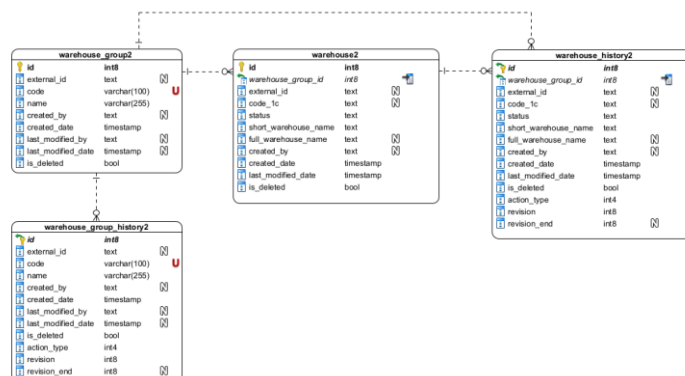 warehouse_group2
id int8
external_id text N
code varchar(100) U
name varchar(255)
created_by text N
created_date timestamp
last_modified_by text N
last_modified_date timestamp N
is_deleted bool
warehouse2
id int8
warehouse_group_id int8
external_id text N
code_1c text N
status text
short_warehouse_name text
full_warehouse_name text N
created_by text N
created_date timestamp
last_modified_date timestamp
is_deleted bool
warehouse_history2
id int8
warehouse_group_id int8
external_id text N
code_1c text N
status text
short_warehouse_name text
full_warehouse_name text N
created_by text N
created_date timestamp
last_modified_date timestamp
is_deleted bool
action_type int4
revision int8
revision_end int8 N
warehouse_group_history2
id int8
external_id text N
code varchar(100) U
name varchar(255)
created_by text N
created_date timestamp
last_modified_by text N
last_modified_date timestamp N
is_deleted bool
action_type int4
revision int8
revision_end int8 N